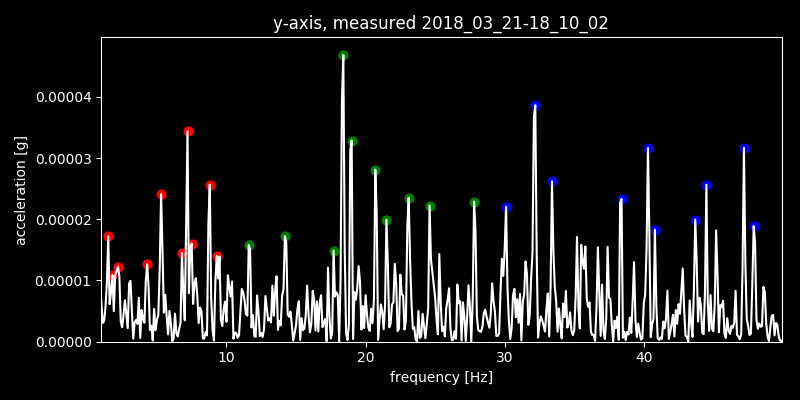 y-axis, measured 2018_03_21-18_10_02
0.00004
0.00003
0.00002
0.00001
0.00000
acceleration [g]
10 20 30 40
frequency [Hz]